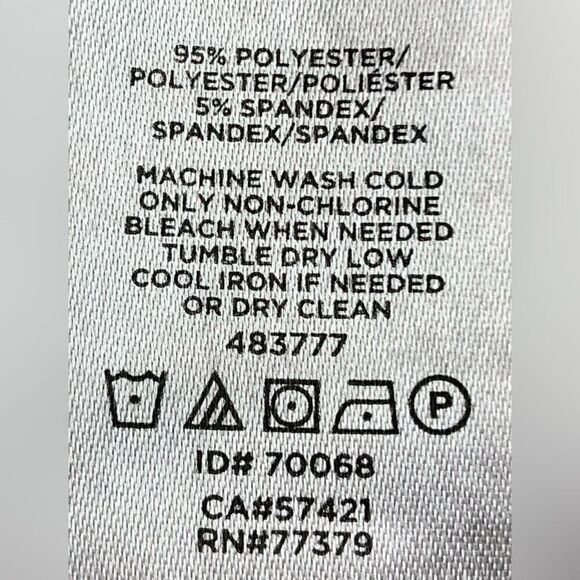 95% POLYESTER/
POLYESTER/POLIÉSTER
5% SPANDEX/
SPANDEX/SPANDEX
MACHINE WASH COLD
ONLY NON-CHLORINE
BLEACH WHEN NEEDED
TUMBLE DRY LOW
COOL IRON IF NEEDED
OR DRY CLEAN
483777
P
ID# 70068
CA#57421
RN#77379